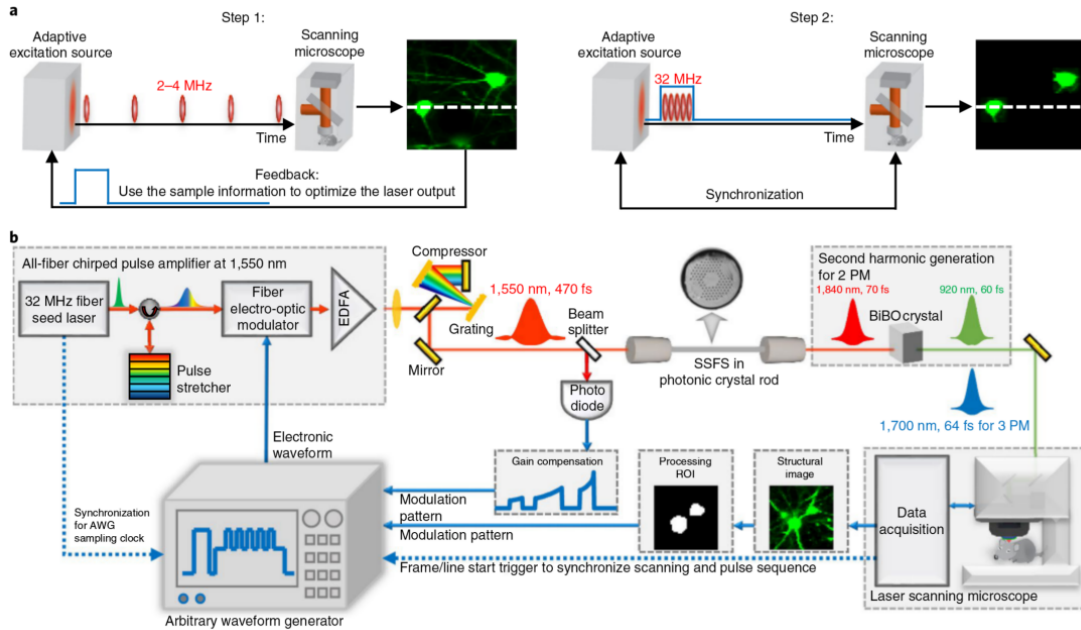 a
Step 1:
Adaptive
excitation source
Scanning
microscope
2–4 MHz
Time
Feedback:
Use the sample information to optimize the laser output
Step 2:
Adaptive
excitation source
Scanning
microscope
32 MHz
Time
Synchronization
b
All-fiber chirped pulse amplifier at 1,550 nm
32 MHz fiber
seed laser
Fiber
electro-optic
modulator
EDFA
Pulse
stretcher
Compressor
Grating
Mirror
1,550 nm, 470 fs
Beam
splitter
Photo
diode
SSFS in
photonic crystal rod
Second harmonic generation
for 2 PM
1,840 nm, 70 fs
920 nm, 60 fs
BiBO crystal
1,700 nm, 64 fs for 3 PM
Electronic
waveform
Gain compensation
Processing
ROI
Structural
image
Data
acquisition
Modulation
pattern
Modulation pattern
Synchronization
for AWG
sampling clock
Frame/line start trigger to synchronize scanning and pulse sequence
Laser scanning microscope
Arbitrary waveform generator